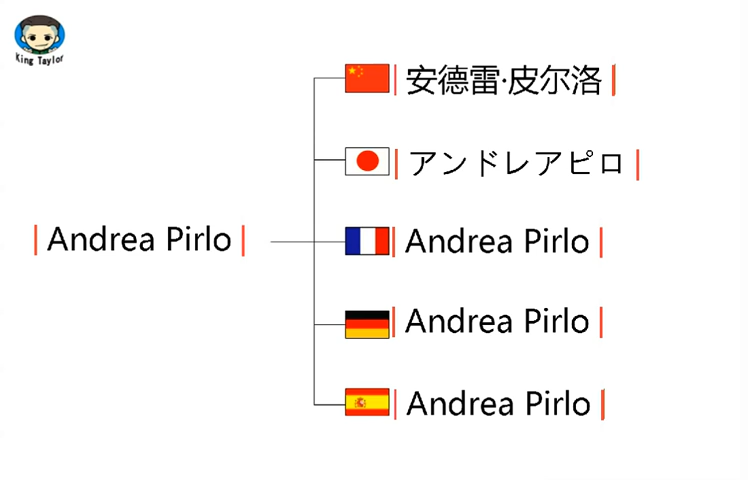 King Taylor
Andrea Pirlo
安德雷·皮尔洛
アンドレアピロ
Andrea Pirlo
Andrea Pirlo
Andrea Pirlo